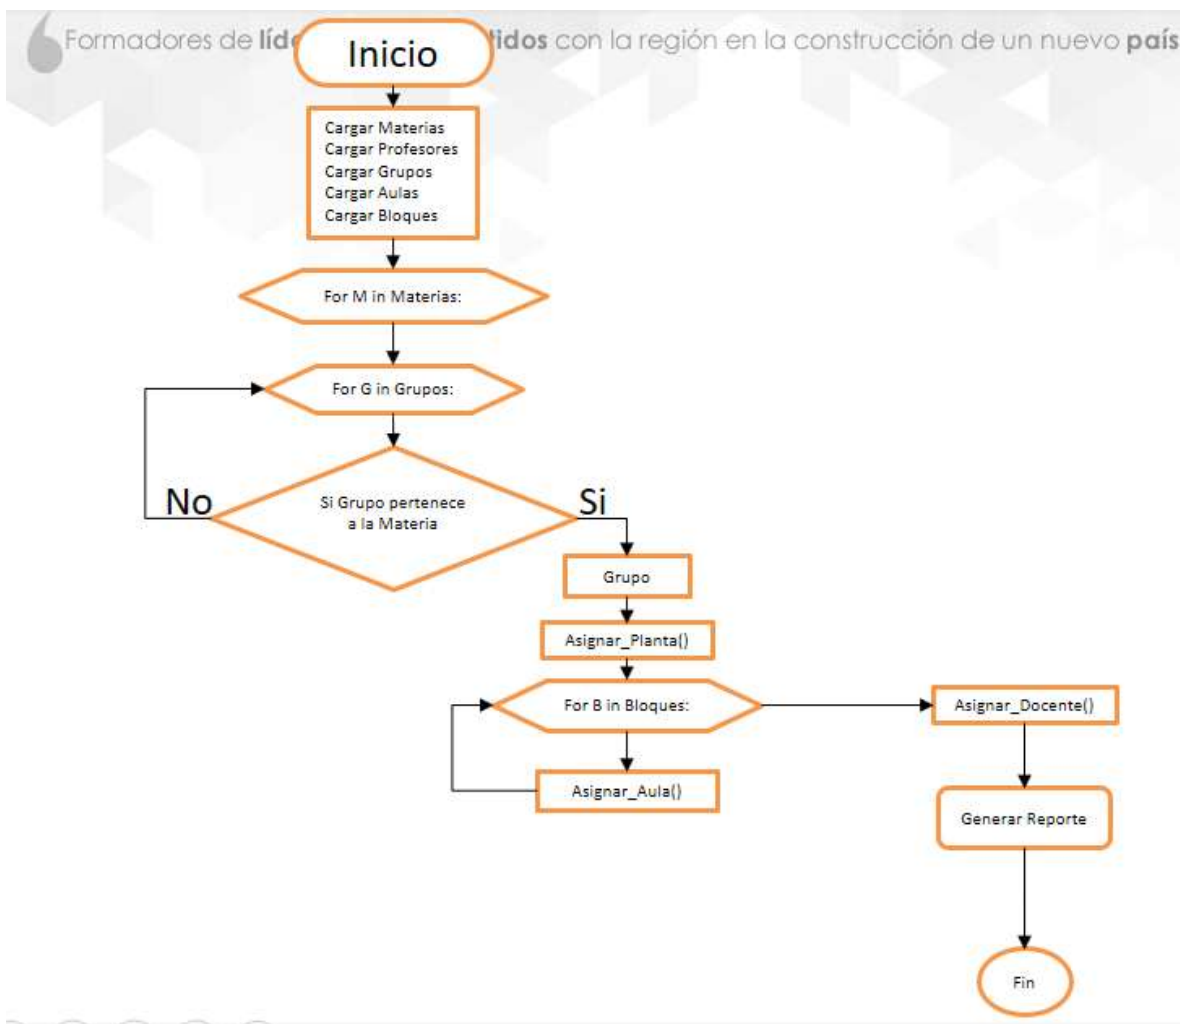 Formadores de líde
tidos con la región en la construcción de un nuevo país
Inicio
Cargar Materias
Cargar Profesores
Cargar Grupos
Cargar Aulas
Cargar Bloques
For M in Materias:
For G in Grupos:
No
Si Grupo pertenece
a la Materia
Si
Grupo
Asignar_Planta()
For B in Bloques:
Asignar_Docente()
Asignar_Aula()
Generar Reporte
Fin